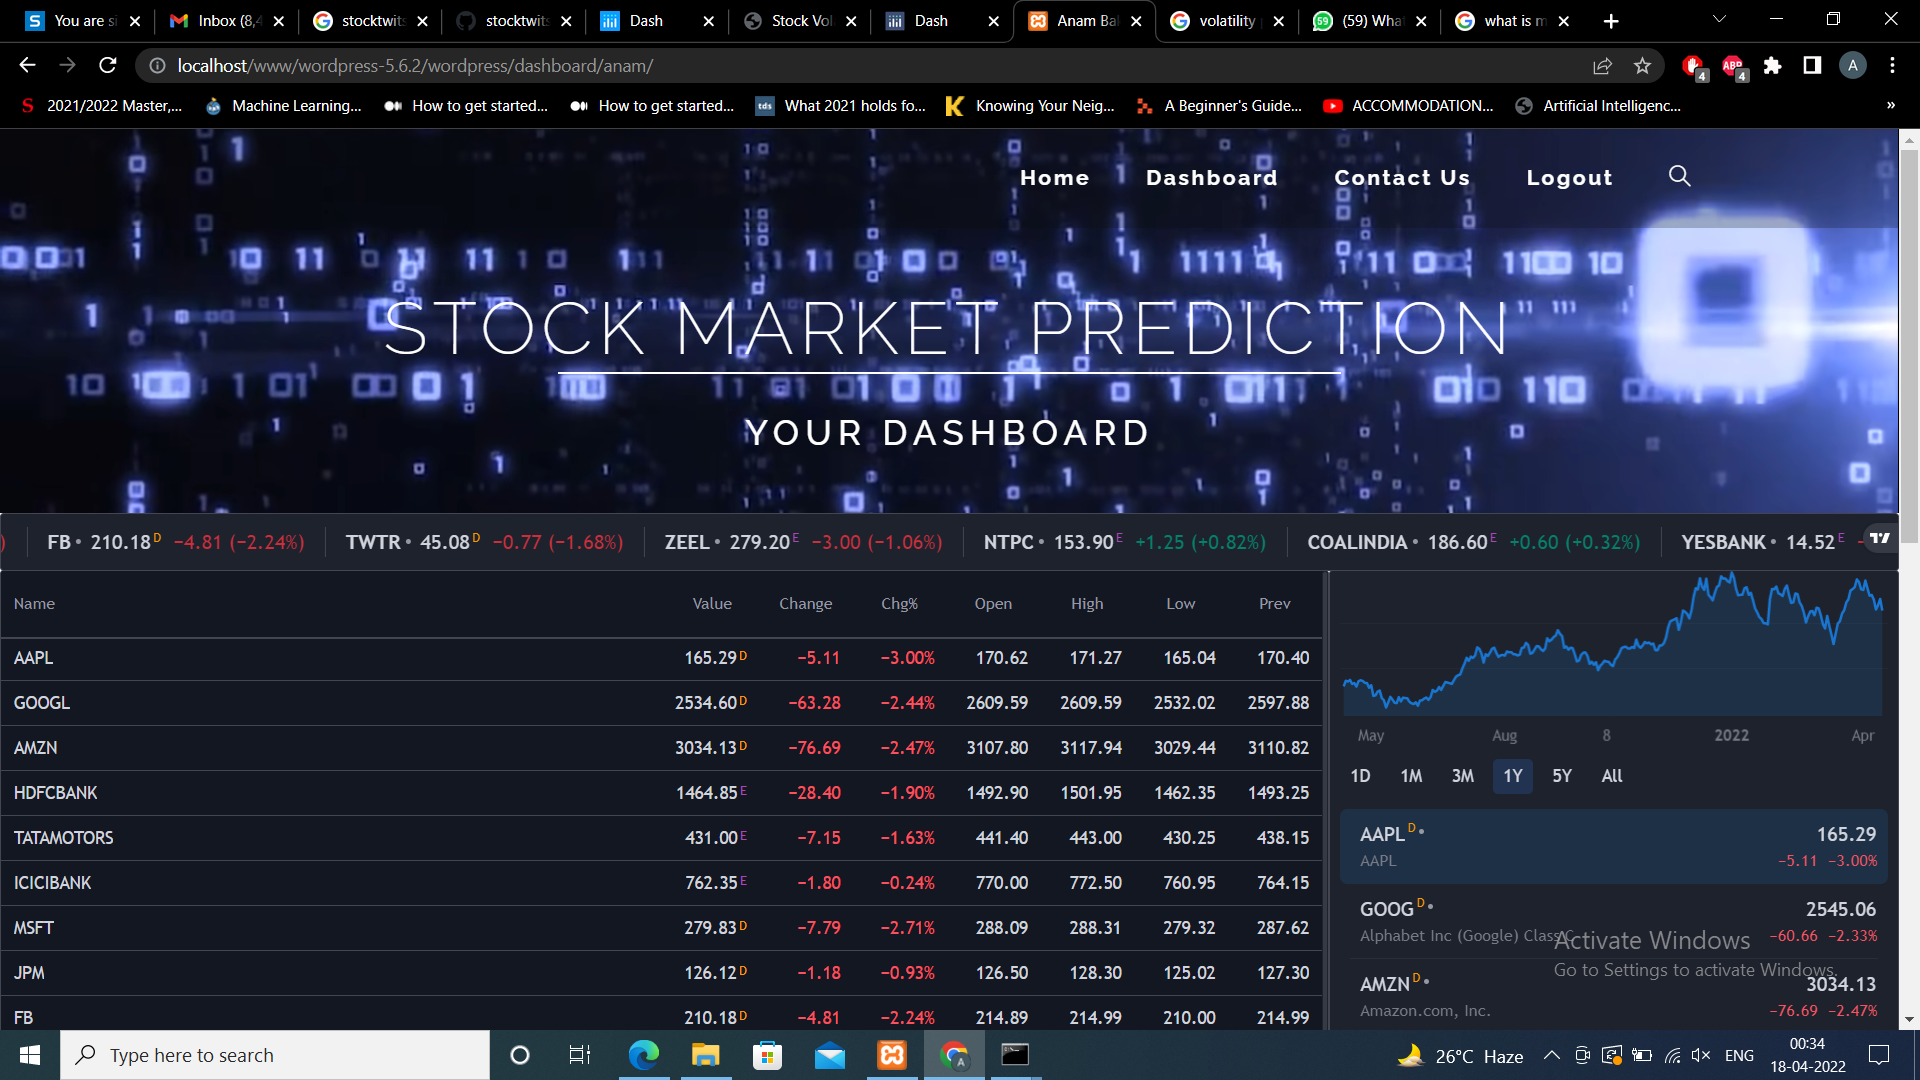 You are si
Inbox (8,4
stocktwits
stocktwits
Dash
Stock Vol
Dash
Anam Bal
volatility
(59) What
what is m
localhost/www/wordpress-5.6.2/wordpress/dashboard/anam/
4
ABP
4
A
2021/2022 Master,...
Machine Learning...
How to get started...
How to get started...
tds
What 2021 holds fo...
Knowing Your Neig...
A Beginner's Guide...
ACCOMMODATION...
Artificial Intelligenc...
»
Home Dashboard Contact Us Logout
STOCK MARKET PREDICTION
YOUR DASHBOARD
) FB • 210.18 D −4.81 (−2.24%) TWTR • 45.08 D −0.77 (−1.68%) ZEEL • 279.20 E −3.00 (−1.06%) NTPC • 153.90 E +1.25 (+0.82%) COALINDIA • 186.60 E +0.60 (+0.32%) YESBANK • 14.52 E −
Name Value Change Chg% Open High Low Prev
AAPL 165.29 D −5.11 −3.00% 170.62 171.27 165.04 170.40
GOOGL 2534.60 D −63.28 −2.44% 2609.59 2609.59 2532.02 2597.88
AMZN 3034.13 D −76.69 −2.47% 3107.80 3117.94 3029.44 3110.82
HDFCBANK 1464.85 E −28.40 −1.90% 1492.90 1501.95 1462.35 1493.25
TATAMOTORS 431.00 E −7.15 −1.63% 441.40 443.00 430.25 438.15
ICICIBANK 762.35 E −1.80 −0.24% 770.00 772.50 760.95 764.15
MSFT 279.83 D −7.79 −2.71% 288.09 288.31 279.32 287.62
JPM 126.12 D −1.18 −0.93% 126.50 128.30 125.02 127.30
FB 210.18 D −4.81 −2.24% 214.89 214.99 210.00 214.99
May Aug 8 2022 Apr
1D 1M 3M 1Y 5Y All
AAPL D • 165.29
AAPL −5.11 −3.00%
GOOG D • 2545.06
Alphabet Inc (Google) Class C −60.66 −2.33%
AMZN D • 3034.13
Amazon.com, Inc. −76.69 −2.47%
Activate Windows
Go to Settings to activate Windows.
Type here to search
26°C Haze
ENG
00:34
18-04-2022